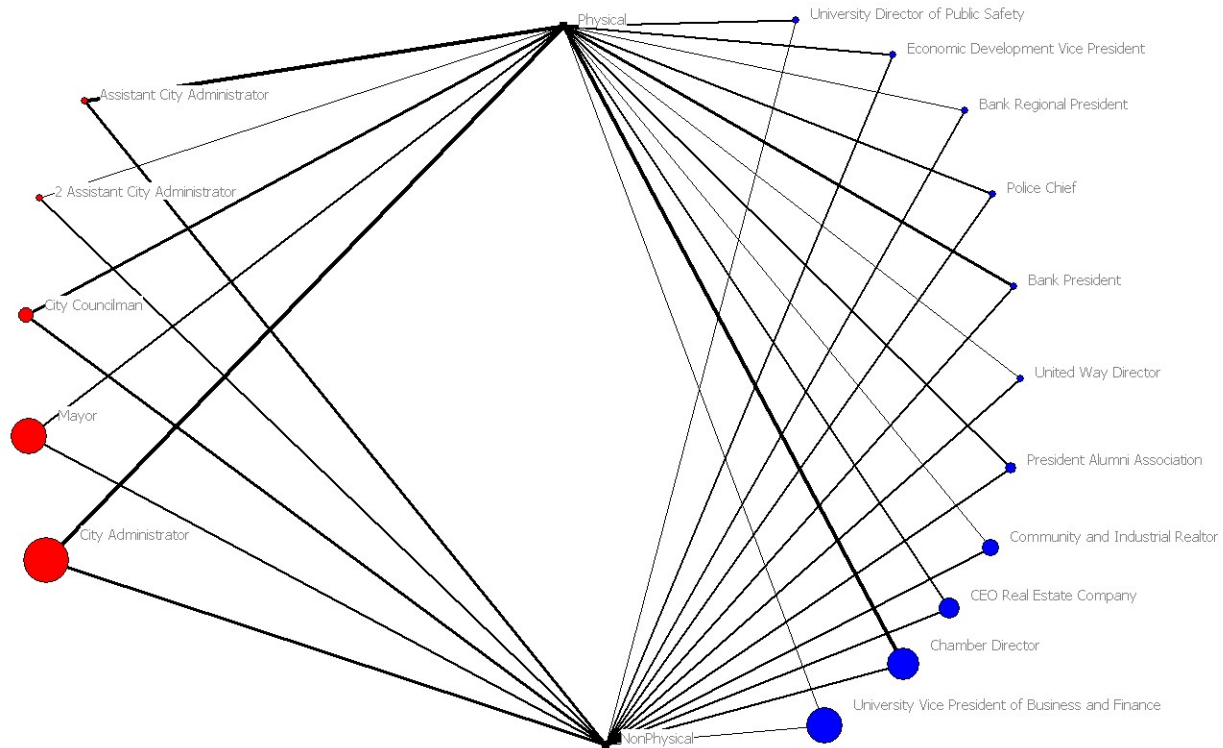 Physical
University Director of Public Safety
Economic Development Vice President
Assistant City Administrator
Bank Regional President
2 Assistant City Administrator
Police Chief
City Councilman
Bank President
United Way Director
Mayor
President Alumni Association
City Administrator
Community and Industrial Realtor
CEO Real Estate Company
Chamber Director
University Vice President of Business and Finance
NonPhysical